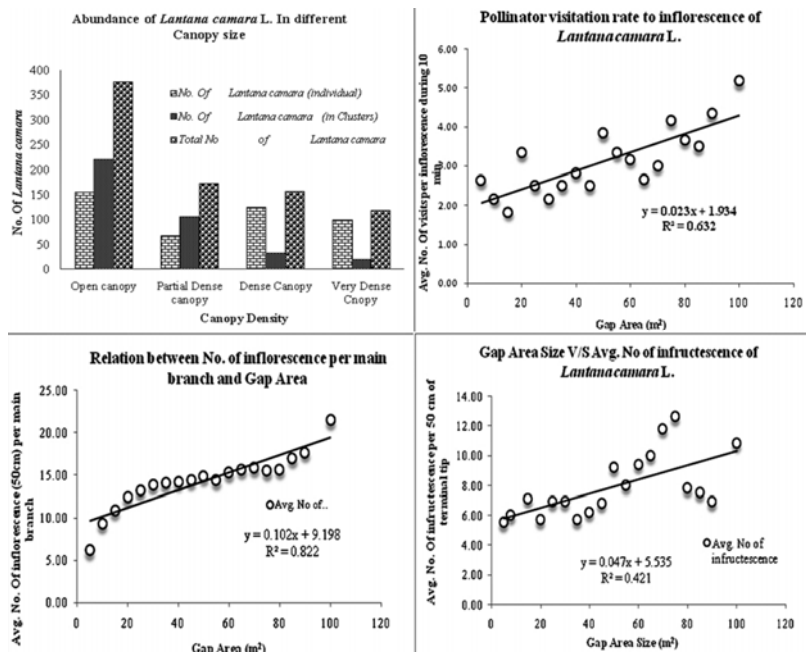 Abundance of Lantana camara L. In different
Canopy size
No. Of Lantana camara
400
350
300
250
200
150
100
50
0
No. Of Lantana camara (individual)
No. Of Lantana camara (in Clusters)
Total No of Lantana camara
Open canopy
Partial Dense canopy
Dense Canopy
Very Dense Cnopy
Canopy Density
Pollinator visitation rate to inflorescence of
Lantana camara L.
Avg. No. Of visits per inflorescence during 10
min.
6.00
5.00
4.00
3.00
2.00
1.00
0.00
y = 0.023x + 1.934
R² = 0.632
0 20 40 60 80 100 120
Gap Area (m²)
Relation between No. of inflorescence per main
branch and Gap Area
Avg. No. Of inflorescence (50cm) per main
branch
25.00
20.00
15.00
10.00
5.00
0.00
Avg. No of..
y = 0.102x + 9.198
R² = 0.822
0 20 40 60 80 100 120
Gap Area (m²)
Gap Area Size V/S Avg. No of infructescence of
Lantana camara L.
Avg. No. Of infructescence per 50 cm of
terminal tip
14.00
12.00
10.00
8.00
6.00
4.00
2.00
0.00
Avg. No of
infructescence
y = 0.047x + 5.535
R² = 0.421
0 20 40 60 80 100 120
Gap Area Size (m²)